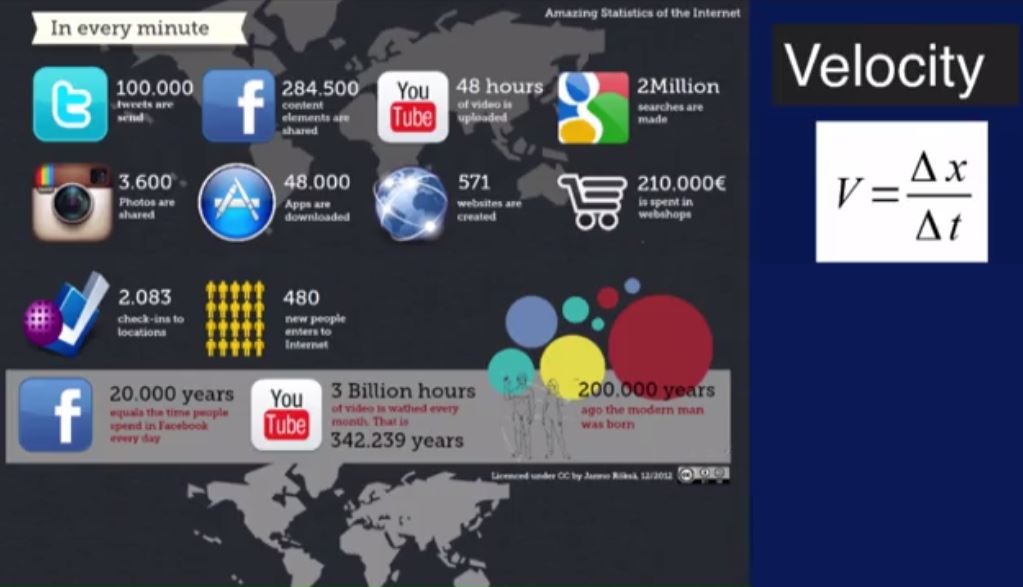 Amazing Statistics of the Internet
In every minute
100.000
tweets are
send
284.500
content
elements are
shared
You
Tube
48 hours
of video is
uploaded
2Million
searches are
made
3.600
Photos are
shared
48.000
Apps are
downloaded
571
websites are
created
210.000€
is spent in
webshops
2.083
check-ins to
locations
480
new people
enters to
Internet
20.000 years
equals the time people
spend in Facebook
every day
You
Tube
3 Billion hours
of video is wathed every
month. That is
342.239 years
200.000 years
ago the modern man
was born
Licenced under CC by Janno 12/2012
Velocity
V = Δx
Δt